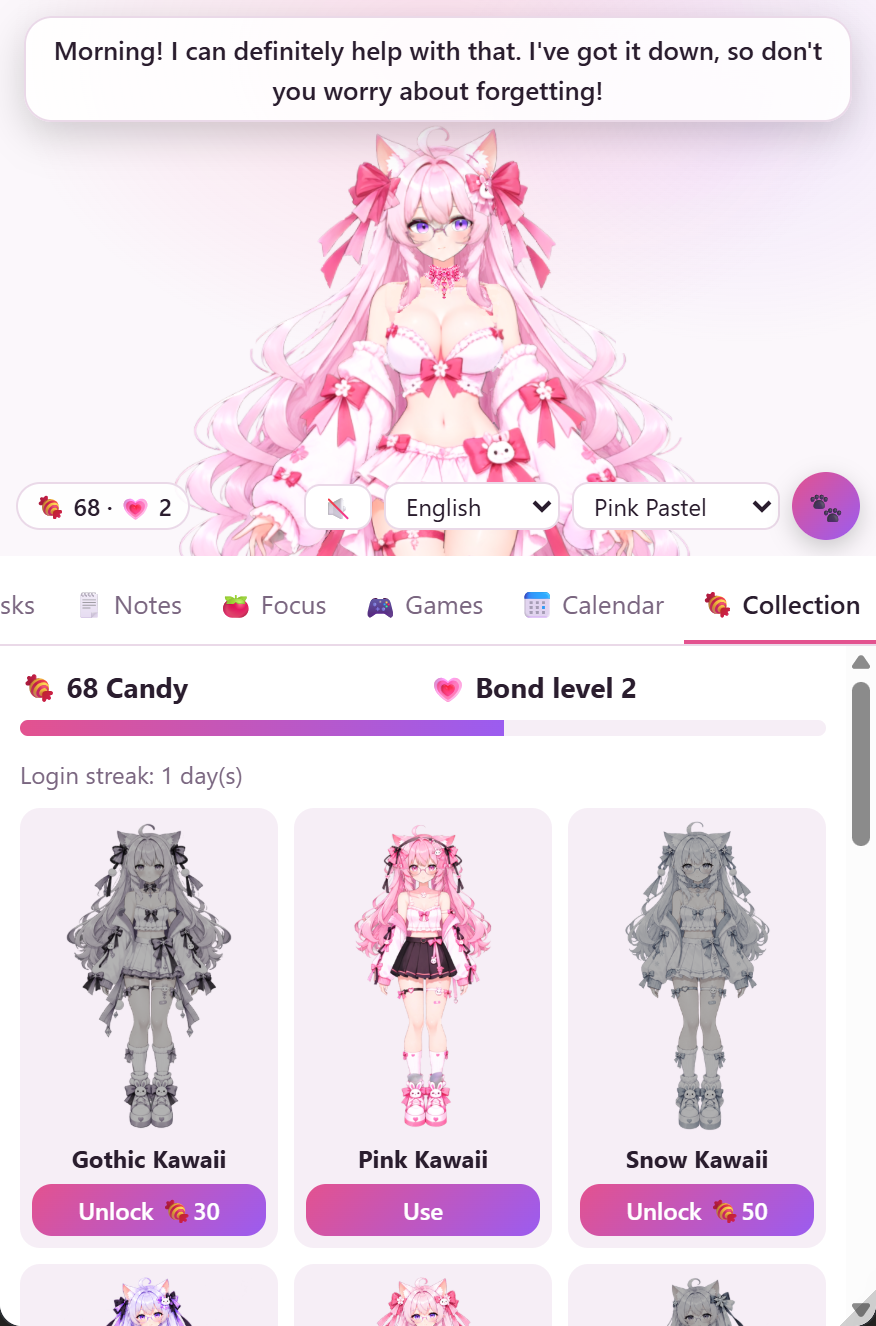 Morning! I can definitely help with that. I've got it down, so don't
you worry about forgetting!
68 · 2
English
Pink Pastel
sks
Notes
Focus
Games
Calendar
Collection
68 Candy
Bond level 2
Login streak: 1 day(s)
Gothic Kawaii
Pink Kawaii
Snow Kawaii
Unlock 30
Use
Unlock 50